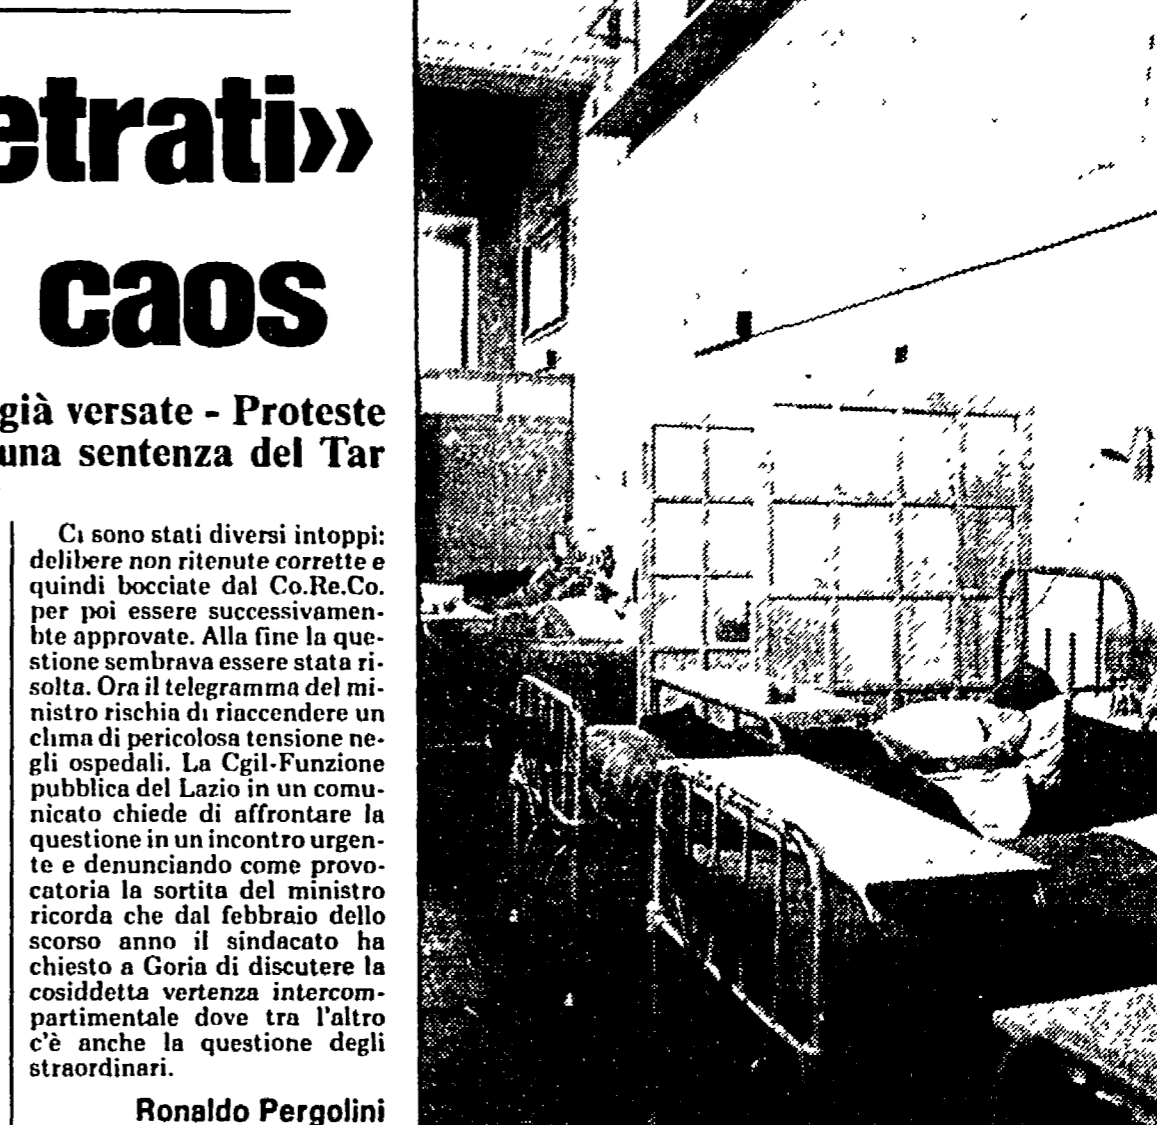 etrati»
caos
già versate - Proteste
una sentenza del Tar
Ci sono stati diversi intoppi:
delibere non ritenute corrette e
quindi bocciate dal Co.Re.Co.
per poi essere successivamen-
bte approvate. Alla fine la que-
stione sembrava essere stata ri-
solta. Ora il telegramma del mi-
nistro rischia di riaccendere un
clima di pericolosa tensione ne-
gli ospedali. La Cgil-Funzione
pubblica del Lazio in un comu-
nicato chiede di affrontare la
questione in un incontro urgen-
te e denunciando come provo-
catoria la sortita del ministro
ricorda che dal febbraio dello
scorso anno il sindacato ha
chiesto a Goria di discutere la
cosiddetta vertenza intercom-
partimentale dove tra l'altro
c'è anche la questione degli
straordinari.
Ronaldo Pergolini